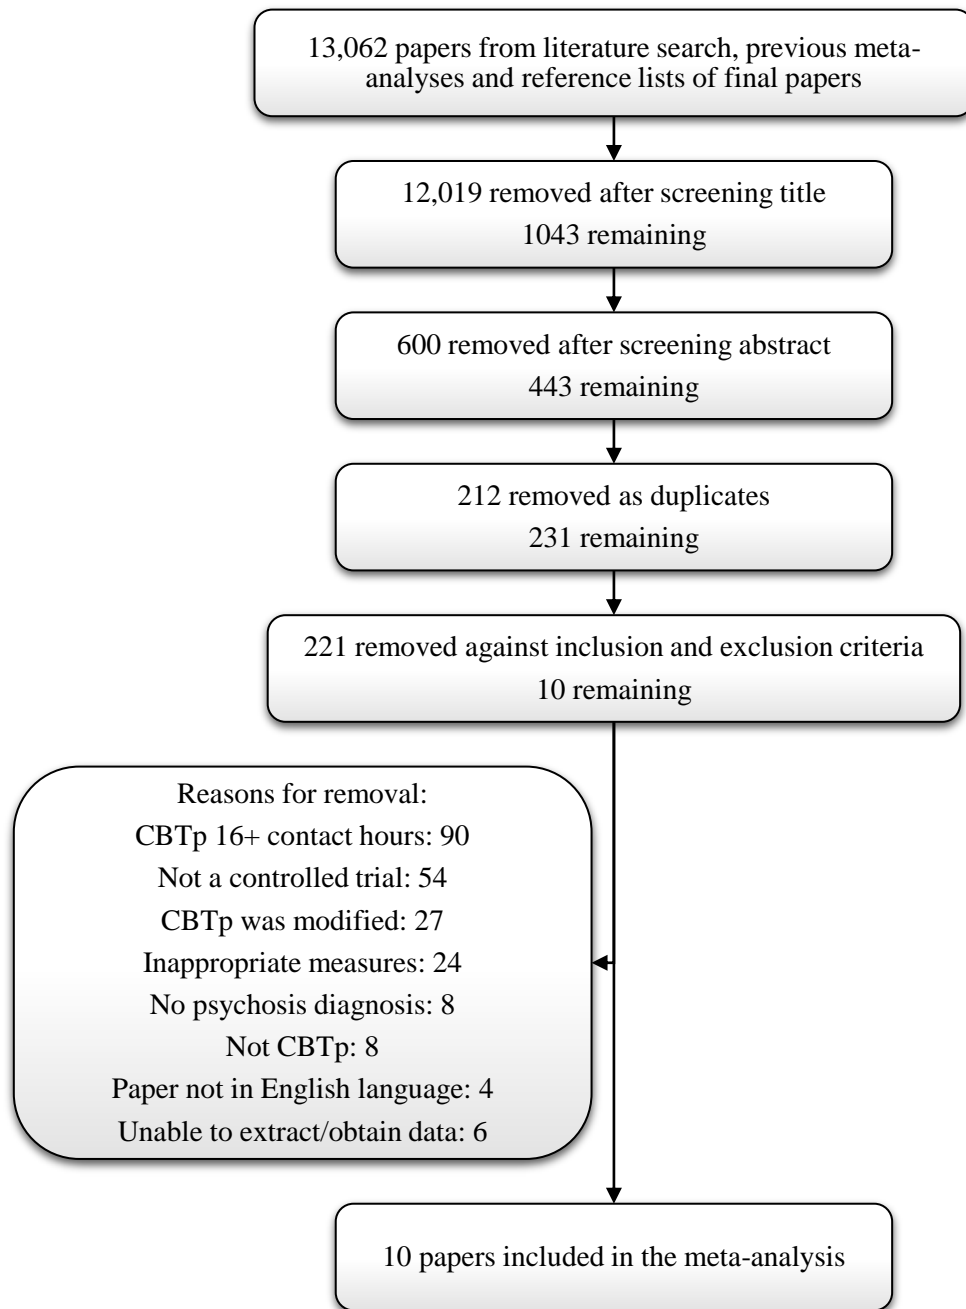 13,062 papers from literature search, previous meta-
analyses and reference lists of final papers
12,019 removed after screening title
1043 remaining
600 removed after screening abstract
443 remaining
212 removed as duplicates
231 remaining
221 removed against inclusion and exclusion criteria
10 remaining
Reasons for removal:
CBTp 16+ contact hours: 90
Not a controlled trial: 54
CBTp was modified: 27
Inappropriate measures: 24
No psychosis diagnosis: 8
Not CBTp: 8
Paper not in English language: 4
Unable to extract/obtain data: 6
10 papers included in the meta-analysis